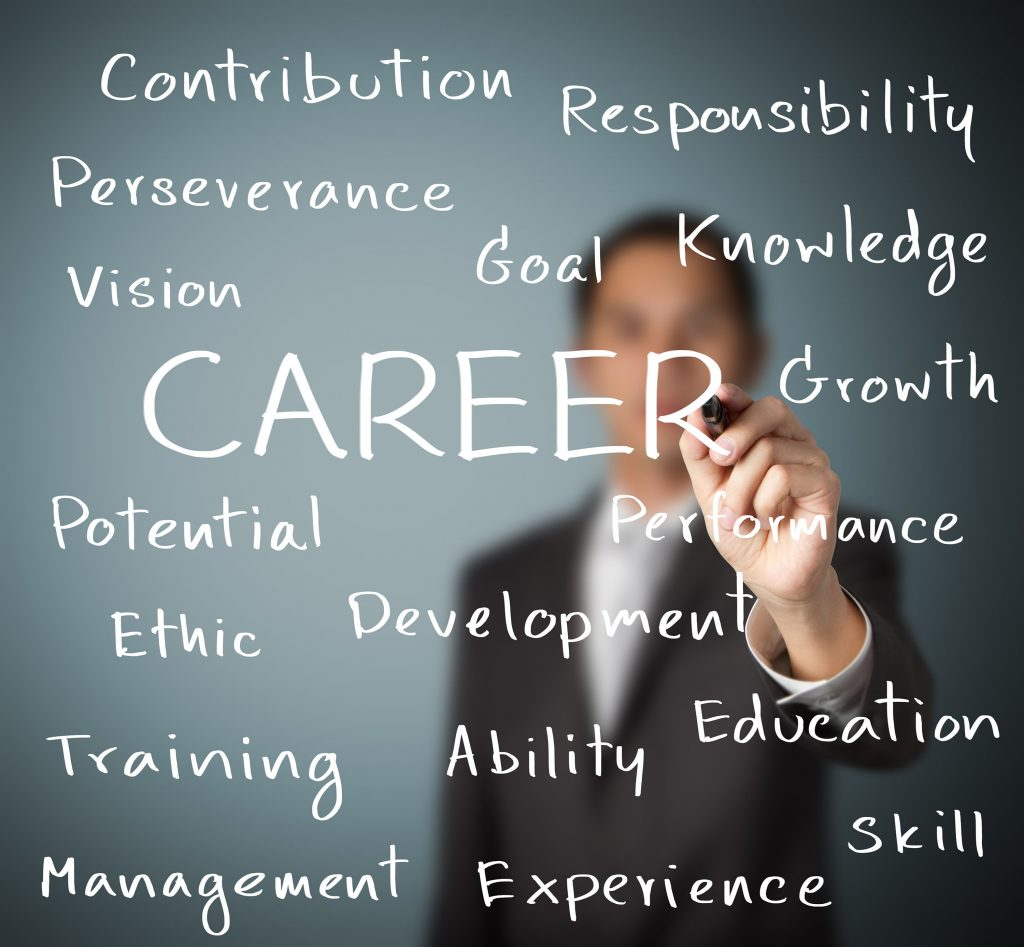 Contribution
Responsibility
Perseverance
Goal
Knowledge
Vision
CAREER
Growth
Potential
Performance
Ethic
Development
Training
Ability
Education
Skill
Management
Experience